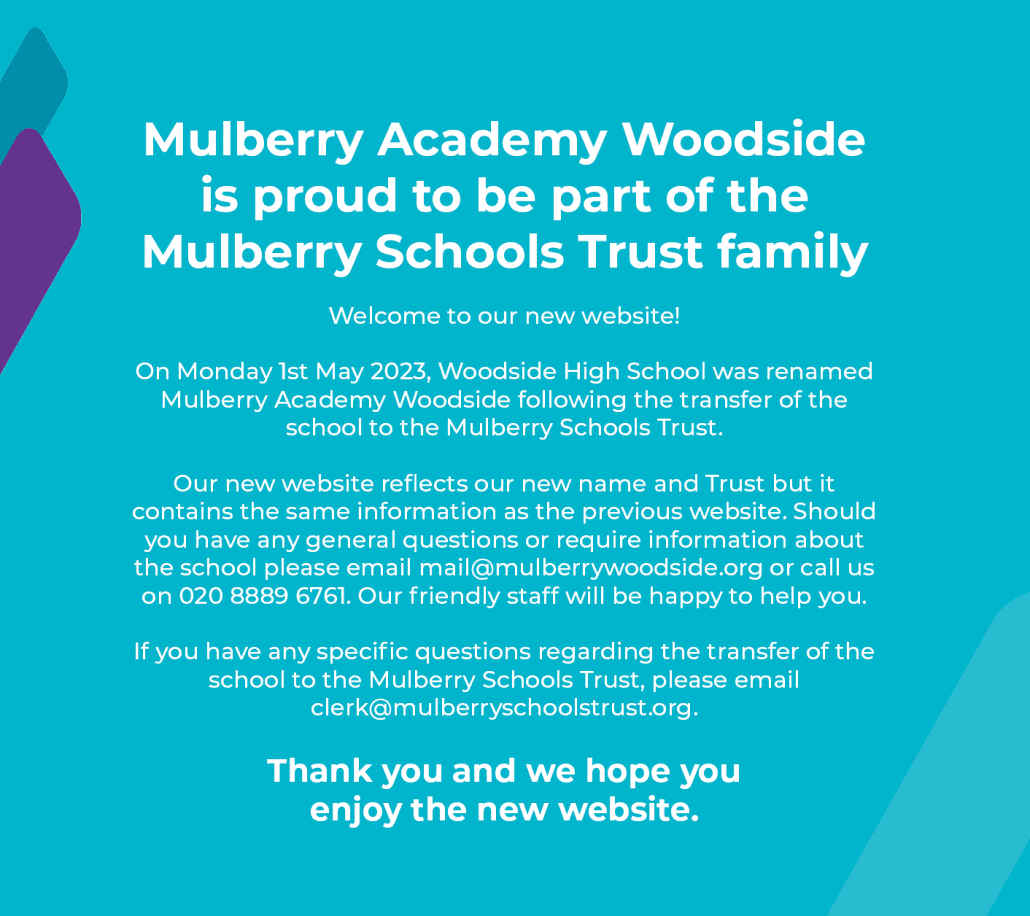 Mulberry Academy Woodside
is proud to be part of the
Mulberry Schools Trust family
Welcome to our new website!
On Monday 1st May 2023, Woodside High School was renamed
Mulberry Academy Woodside following the transfer of the
school to the Mulberry Schools Trust.
Our new website reflects our new name and Trust but it
contains the same information as the previous website. Should
you have any general questions or require information about
the school please email mail@mulberrywoodside.org or call us
on 020 8889 6761. Our friendly staff will be happy to help you.
If you have any specific questions regarding the transfer of the
school to the Mulberry Schools Trust, please email
clerk@mulberryschoolstrust.org.
Thank you and we hope you
enjoy the new website.